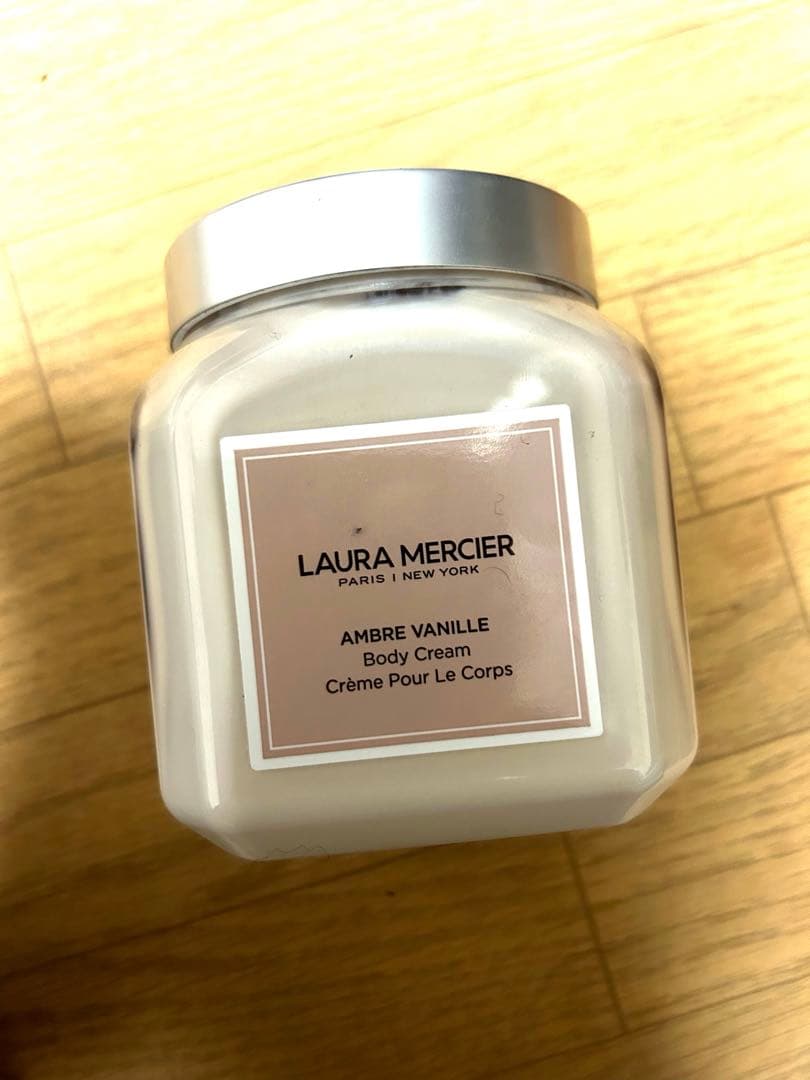 LAURA MERCIER
PARIS | NEW YORK
AMBRE VANILLE
Body Cream
Crème Pour Le Corps